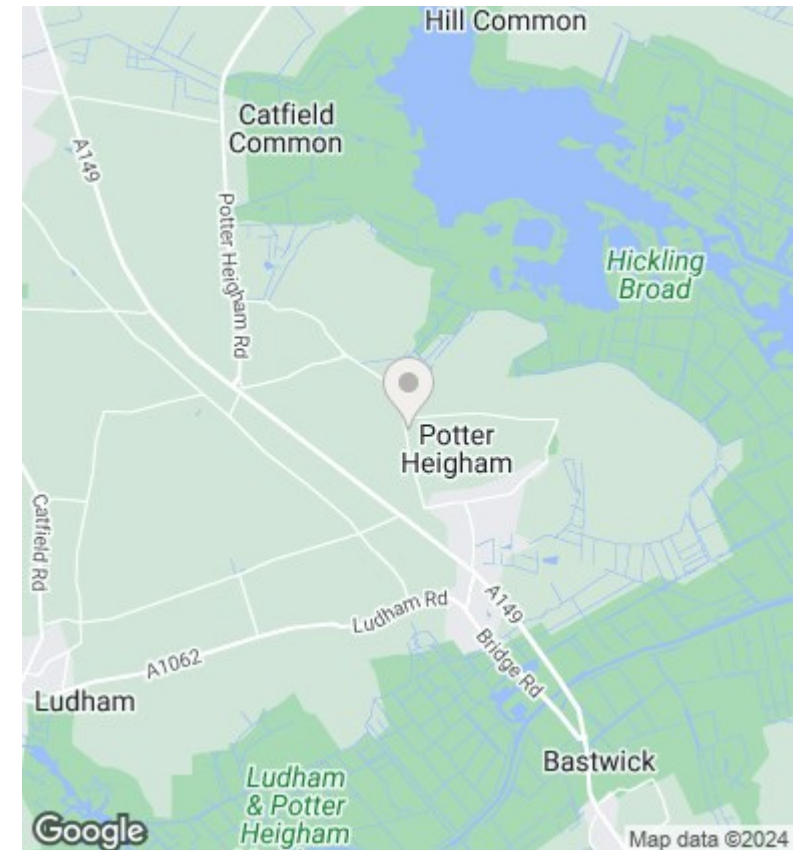 Hill Common
Catfield
Common
A149
Potter Heigham Rd
Hickling
Broad
Potter
Heigham
Catfield Rd
Ludham Rd
A149
A1062
Bridge Rd
Ludham
Bastwick
Ludham
& Potter
Heigham
Google
Map data ©2024